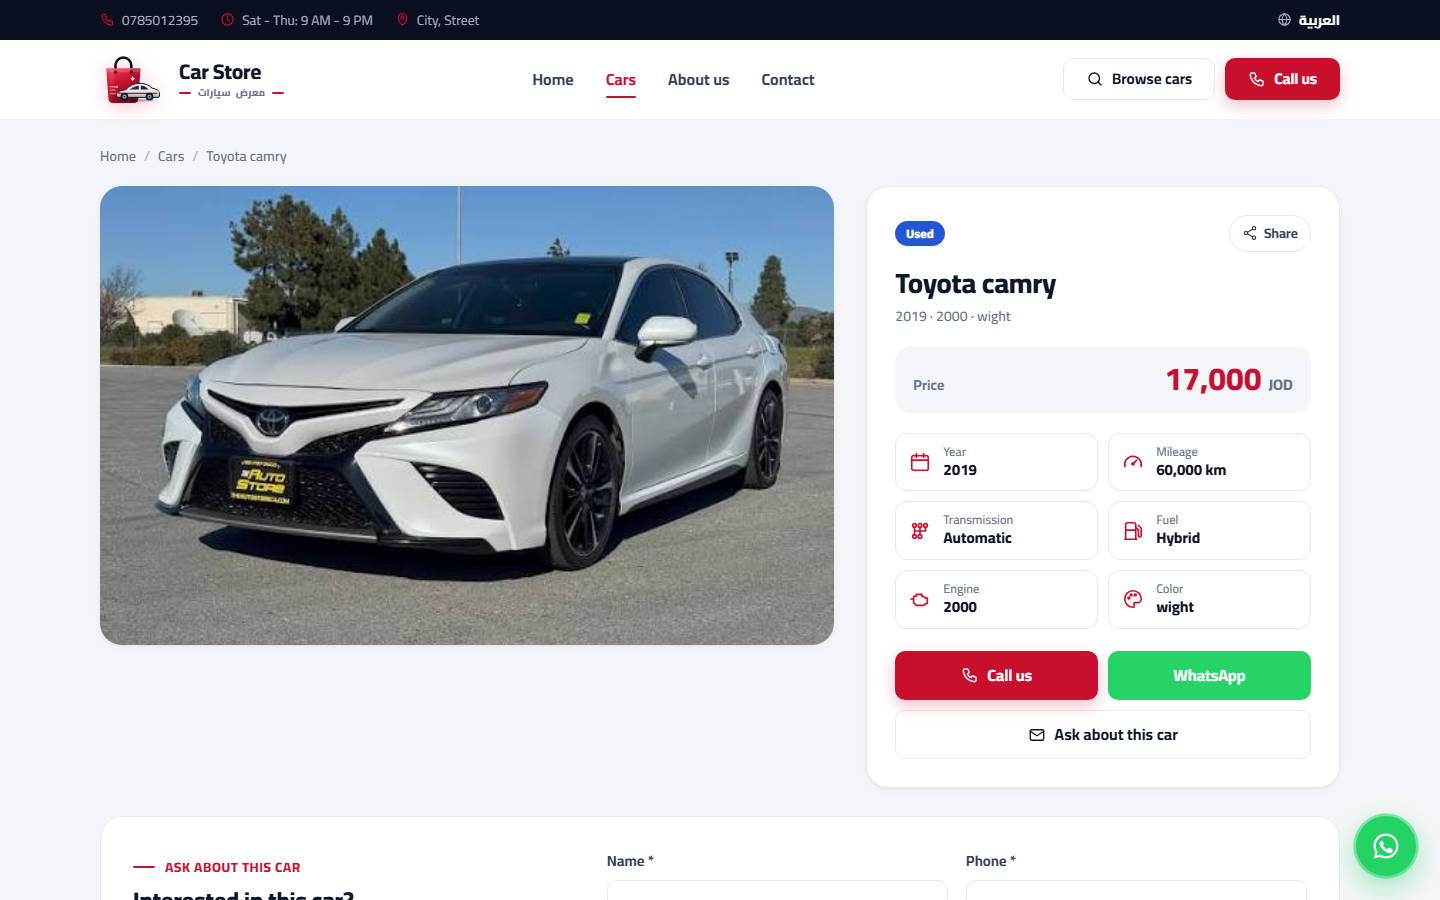 0785012395
Sat - Thu: 9 AM - 9 PM
City, Street
العربية
Car Store
معرض سيارات
Home
Cars
About us
Contact
Browse cars
Call us
Home / Cars / Toyota camry
AUTO
STORE
Used
Share
Toyota camry
2019 · 2000 · wight
Price
17,000 JOD
Year
2019
Mileage
60,000 km
Transmission
Automatic
Fuel
Hybrid
Engine
2000
Color
wight
Call us
WhatsApp
Ask about this car
ASK ABOUT THIS CAR
Interested in this car?
Name *
Phone *